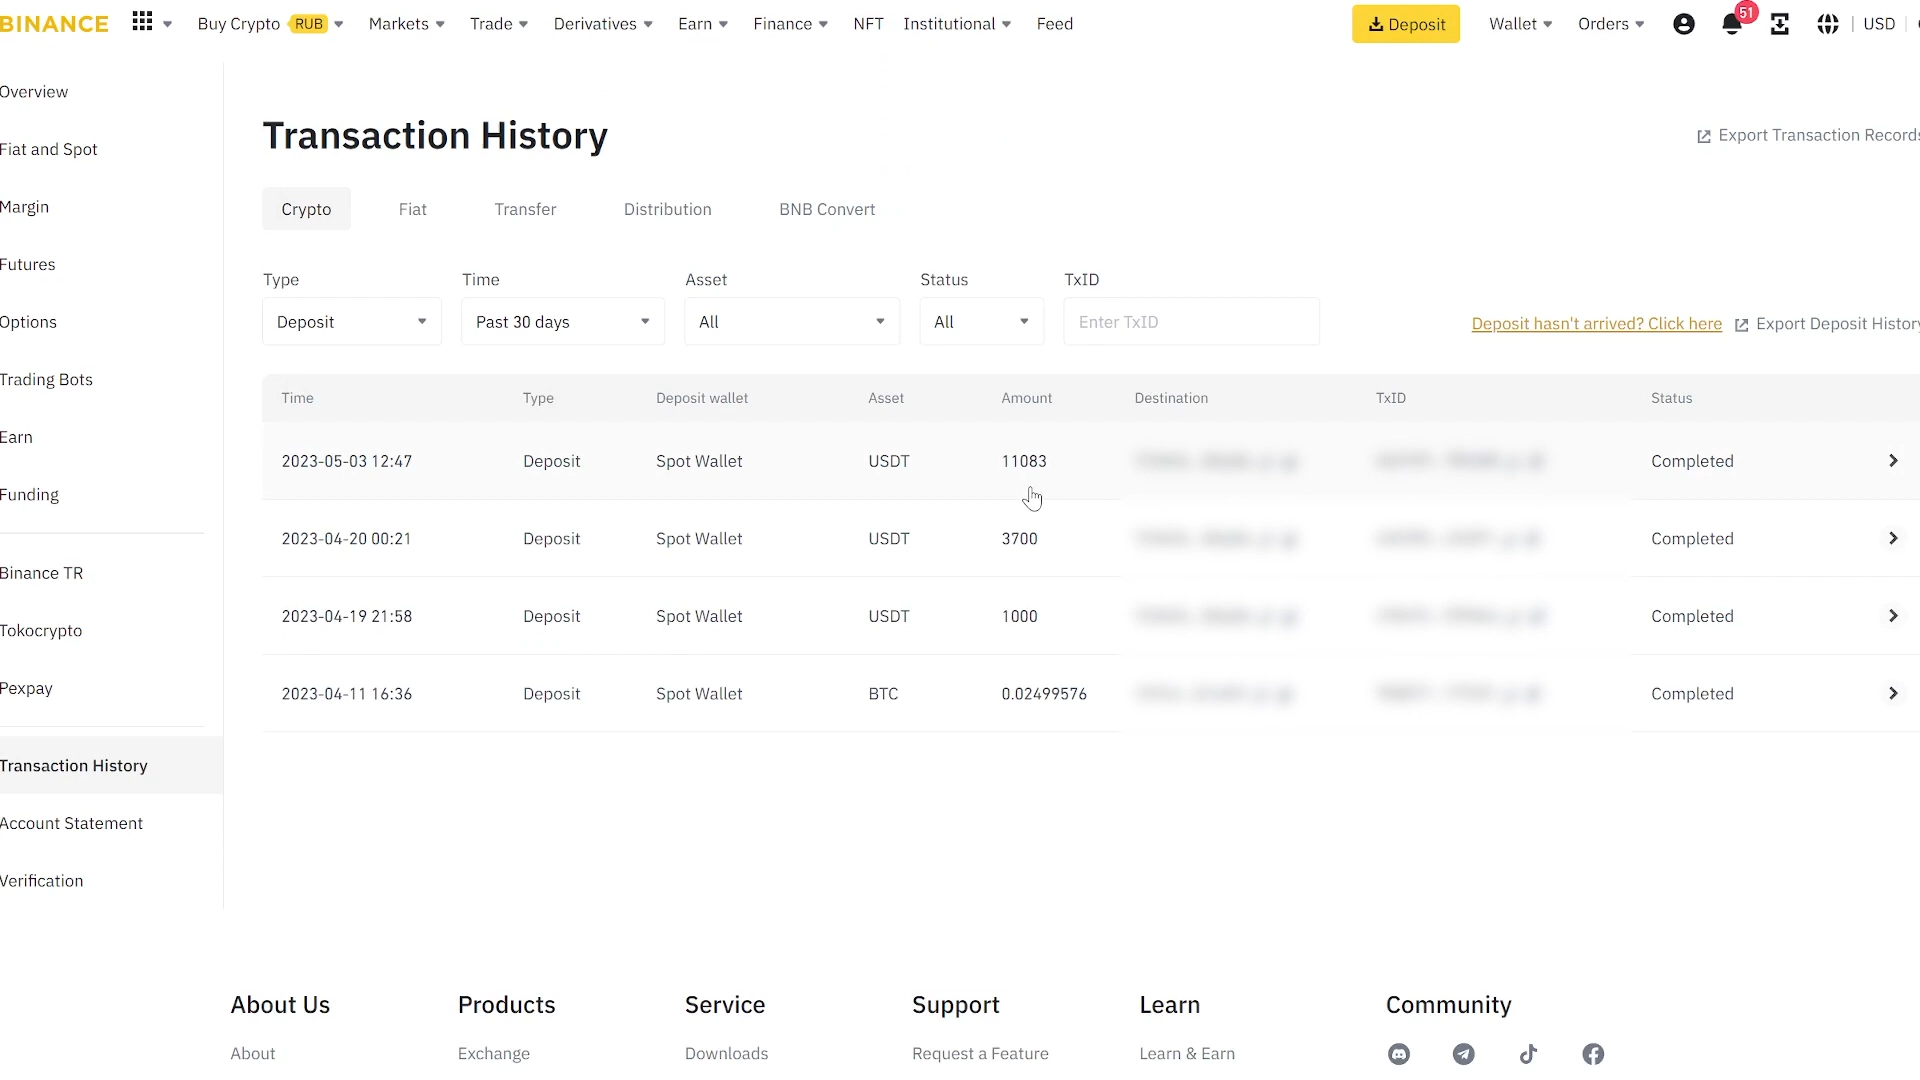 BINANCE Buy Crypto RUB Markets Trade Derivatives Earn Finance NFT Institutional Feed Deposit Wallet Orders 51 USD
Overview
Fiat and Spot
Margin
Futures
Options
Trading Bots
Earn
Funding
Binance TR
Tokocrypto
Pexpay
Transaction History
Account Statement
Verification
Transaction History
Export Transaction Records
Crypto Fiat Transfer Distribution BNB Convert
Type Time Asset Status TxID
Deposit Past 30 days All All Enter TxID
Deposit hasn't arrived? Click here Export Deposit History
Time Type Deposit wallet Asset Amount Destination TxID Status
2023-05-03 12:47 Deposit Spot Wallet USDT 11083 Completed
2023-04-20 00:21 Deposit Spot Wallet USDT 3700 Completed
2023-04-19 21:58 Deposit Spot Wallet USDT 1000 Completed
2023-04-11 16:36 Deposit Spot Wallet BTC 0.02499576 Completed
About Us Products Service Support Learn Community
About Exchange Downloads Request a Feature Learn & Earn